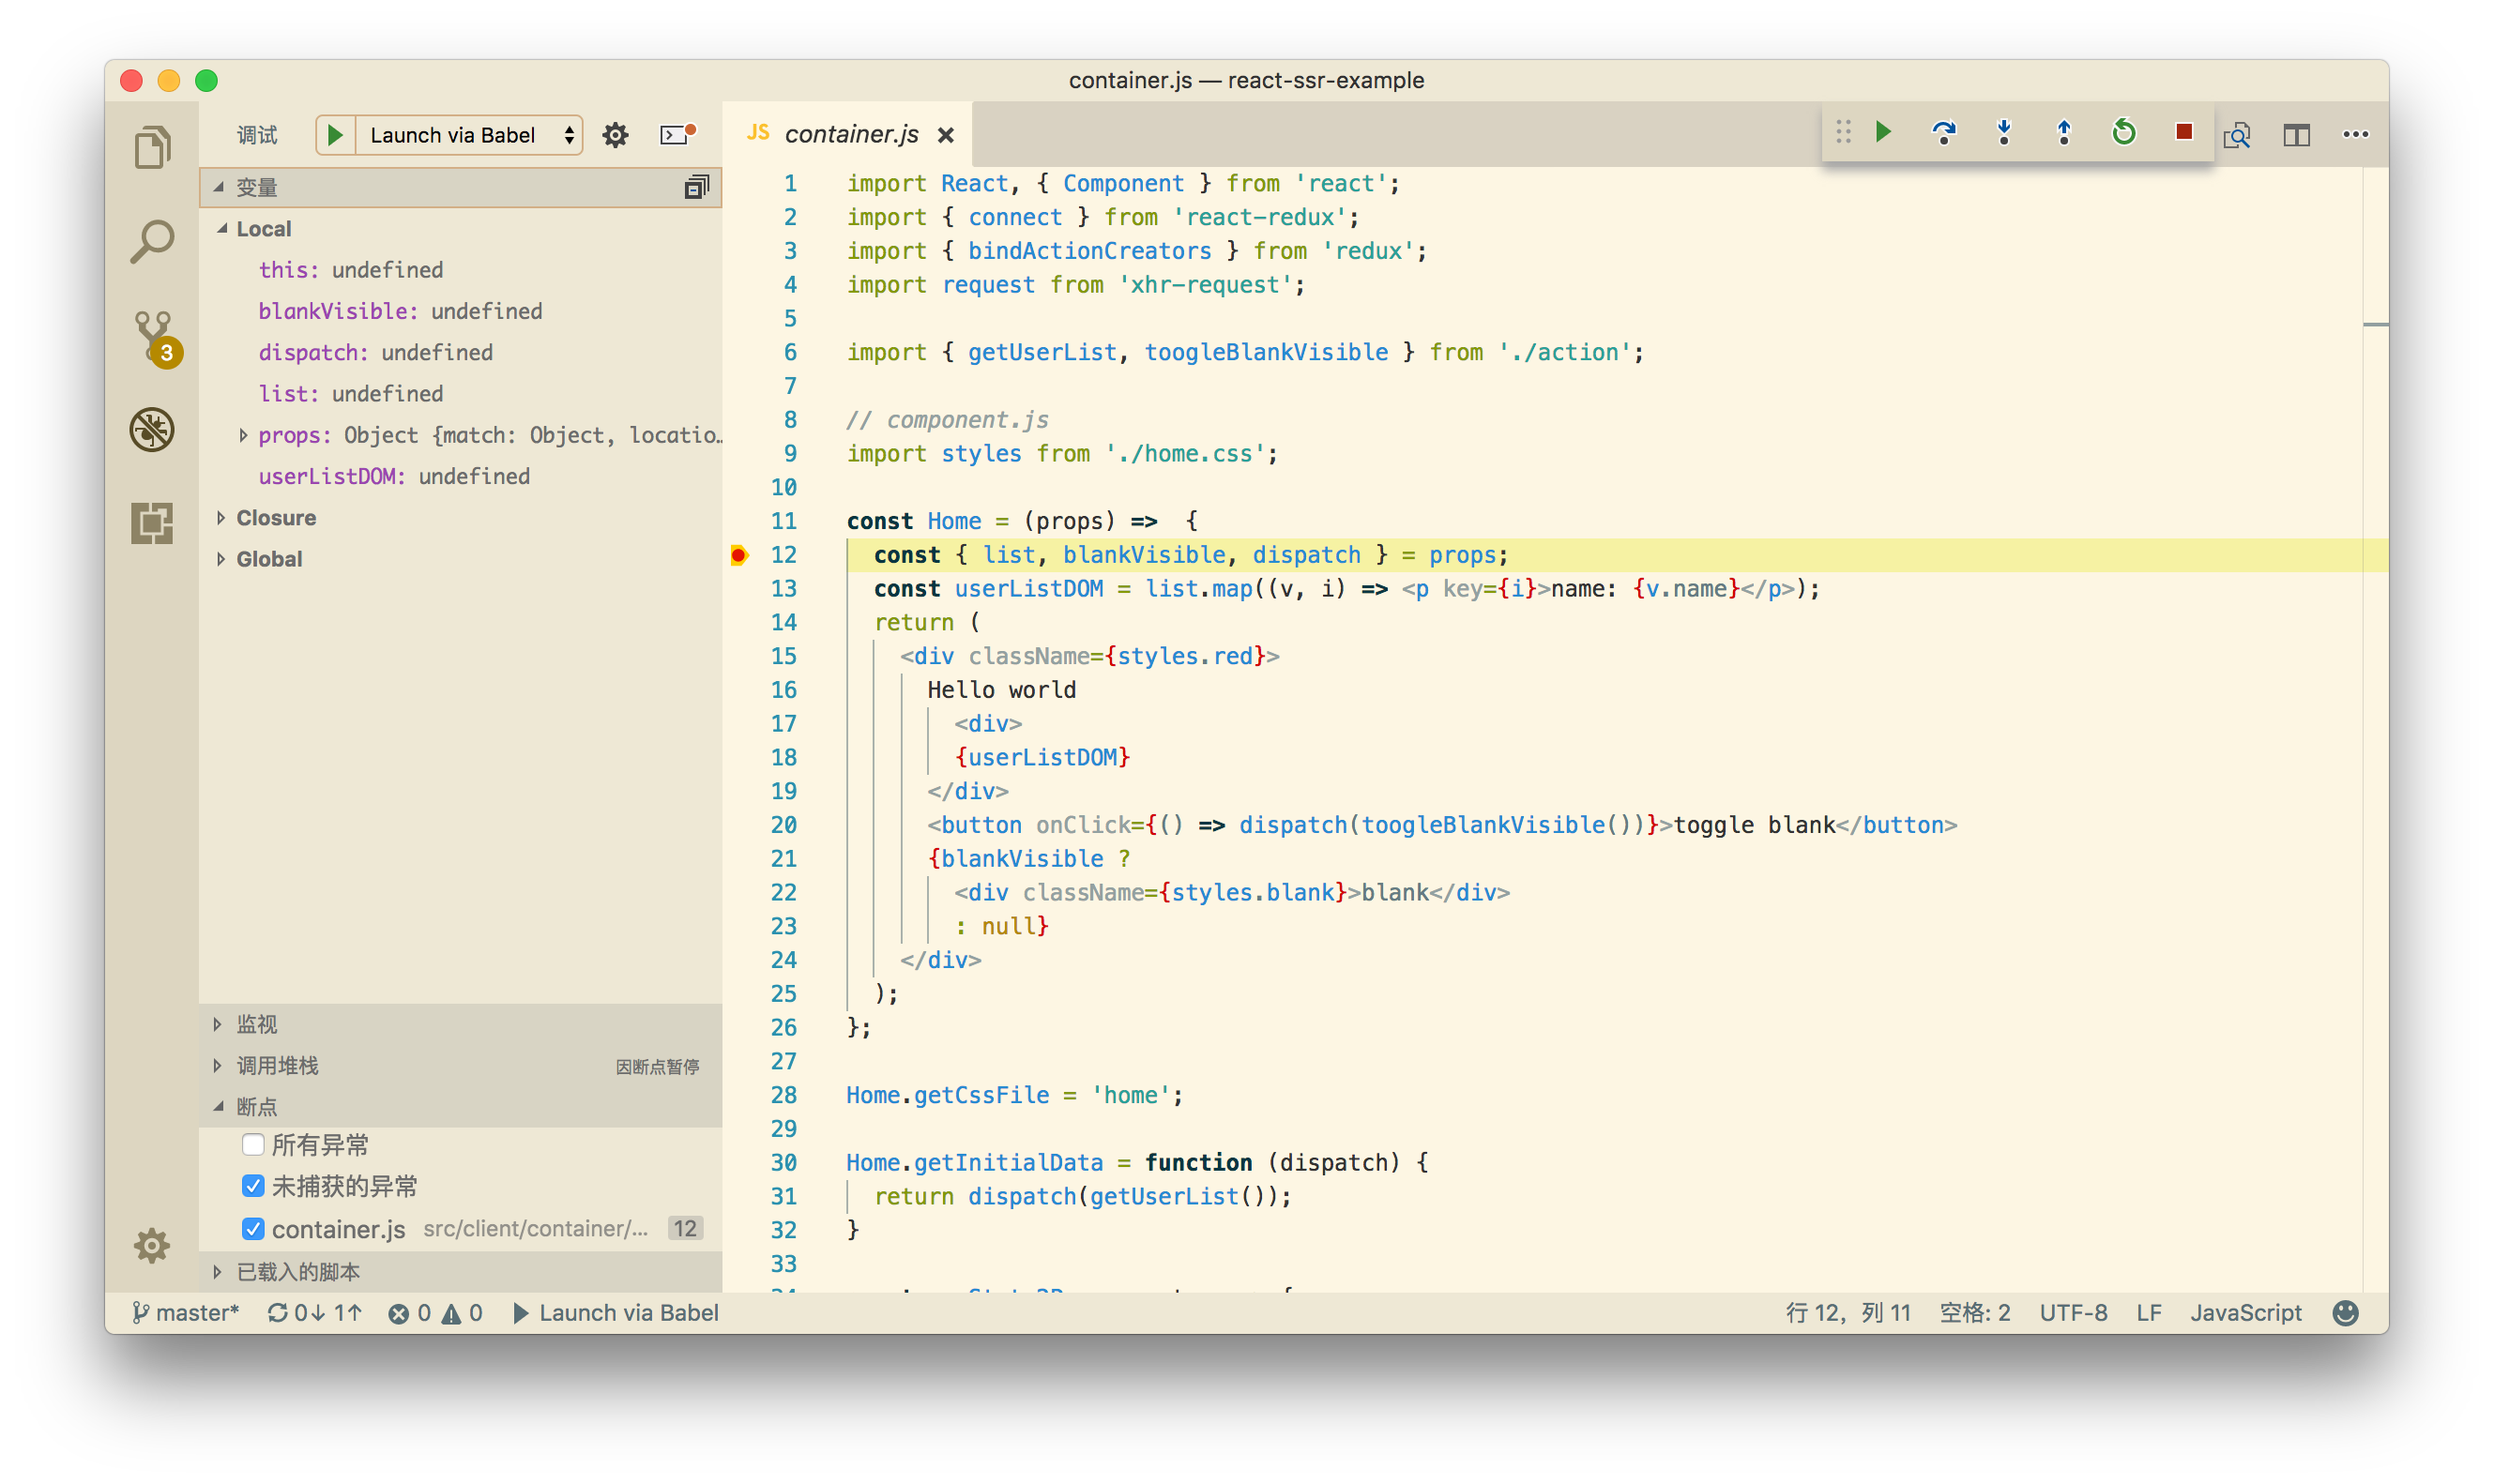 container.js — react-ssr-example
调试 Launch via Babel
变量
Local
this: undefined
blankVisible: undefined
dispatch: undefined
list: undefined
props: Object {match: Object, locatio…
userListDOM: undefined
Closure
Global
监视
调用堆栈 因断点暂停
断点
所有异常
未捕获的异常
container.js src/client/container/... 12
已载入的脚本
3
JS container.js
1 import React, { Component } from 'react';
2 import { connect } from 'react-redux';
3 import { bindActionCreators } from 'redux';
4 import request from 'xhr-request';
5
6 import { getUserList, toogleBlankVisible } from './action';
7
8 // component.js
9 import styles from './home.css';
10
11 const Home = (props) =>  {
12 const { list, blankVisible, dispatch } = props;
13 const userListDOM = list.map((v, i) => <p key={i}>name: {v.name}</p>);
14 return (
15 <div className={styles.red}>
16 Hello world
17 <div>
18 {userListDOM}
19 </div>
20 <button onClick={() => dispatch(toogleBlankVisible())}>toggle blank</button>
21 {blankVisible ?
22 <div className={styles.blank}>blank</div>
23 : null}
24 </div>
25 );
26 };
27
28 Home.getCssFile = 'home';
29
30 Home.getInitialData = function (dispatch) {
31 return dispatch(getUserList());
32 }
33
master* 0↓ 1↑ 0 0 Launch via Babel 行 12，列 11 空格: 2 UTF-8 LF JavaScript